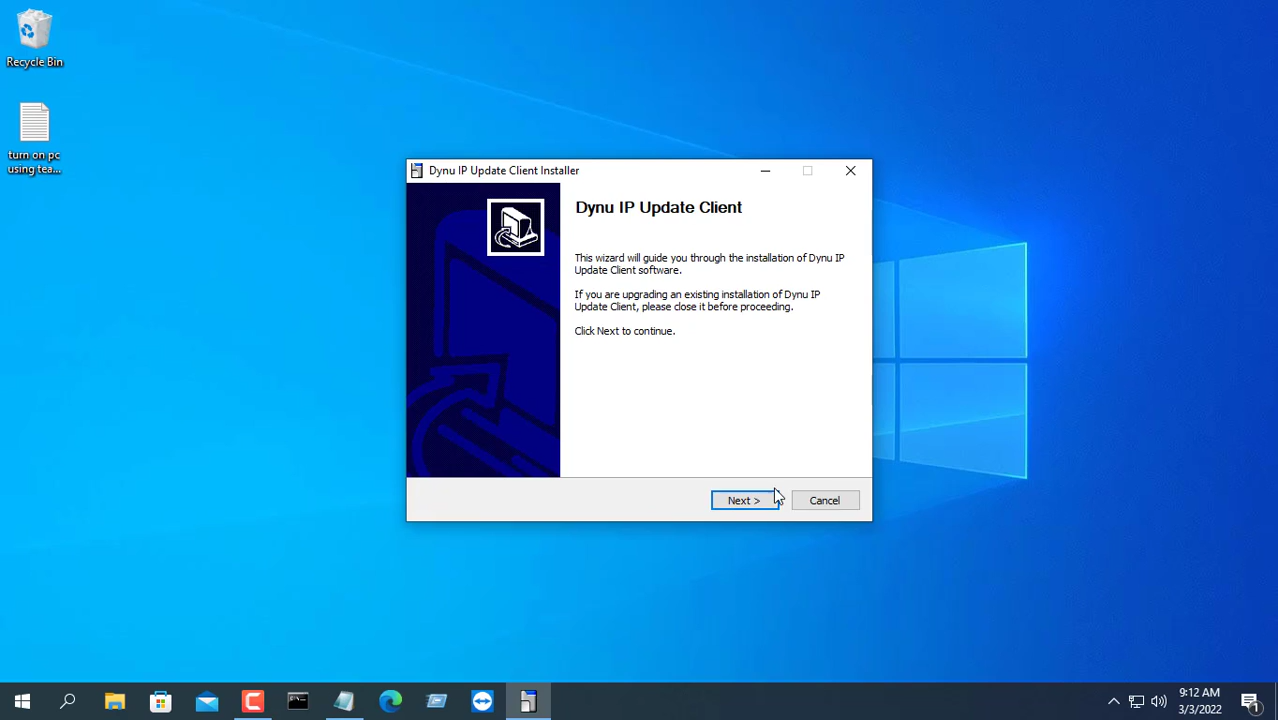 Recycle Bin
turn on pc
using tea...
Dynu IP Update Client Installer
Dynu IP Update Client
This wizard will guide you through the installation of Dynu IP
Update Client software.
If you are upgrading an existing installation of Dynu IP
Update Client, please close it before proceeding.
Click Next to continue.
Next >
Cancel
9:12 AM
3/3/2022
1